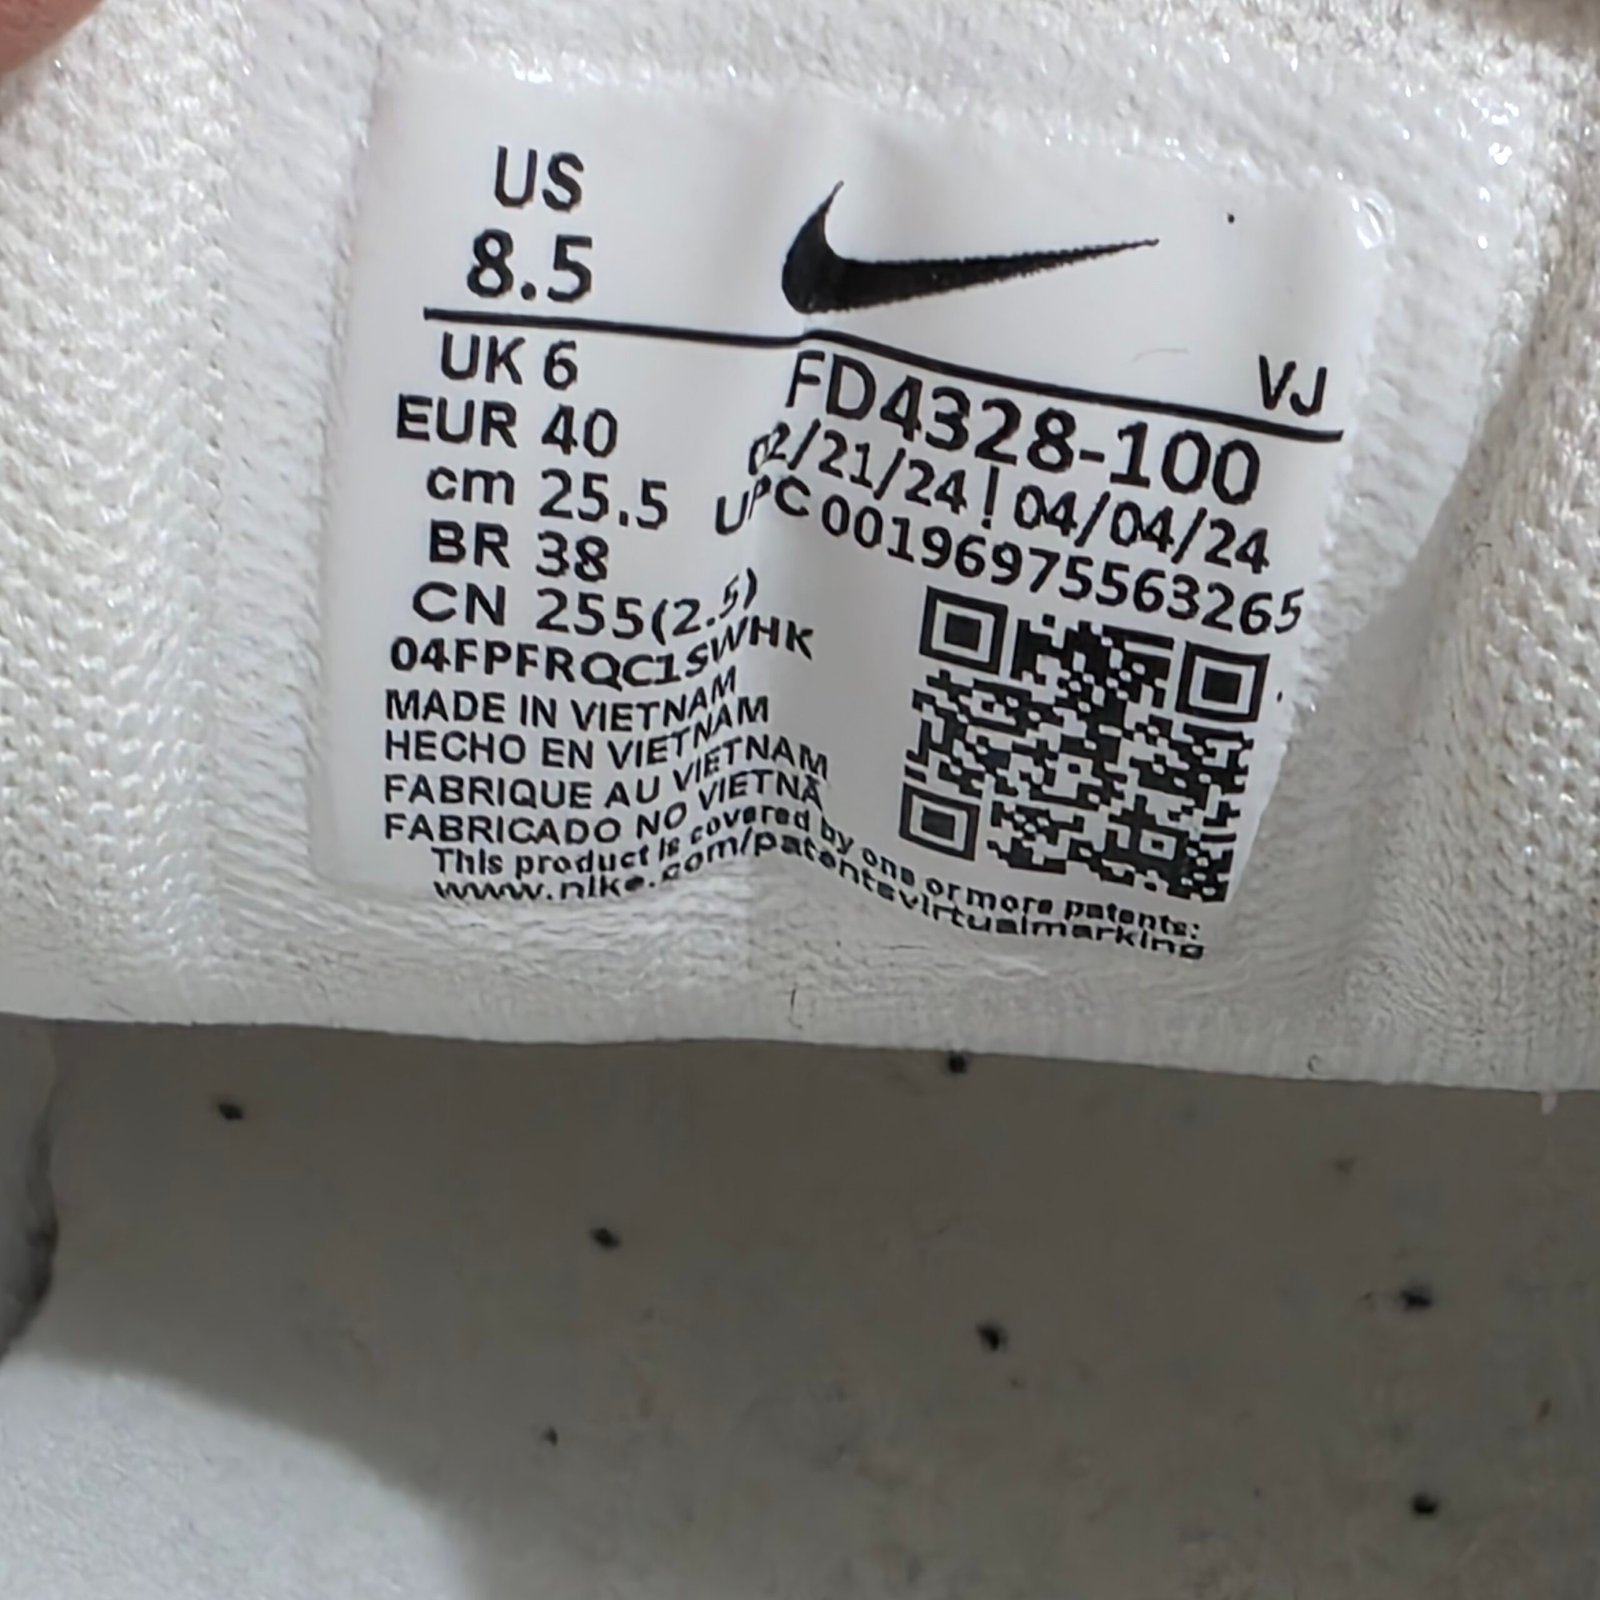 US
8.5
UK 6
EUR 40
cm 25.5
BR 38
CN 255(2.5)
04FPFRQC1SWHK
MADE IN VIETNAM
HECHO EN VIETNAM
FABRIQUE AU VIETNAM
FABRICADO NO VIETNÃ
VJ
FD4328-100
02/21/24 | 04/04/24
UPC 00196975563265
This product is covered by one or more patents:
www.nike.com/patentsvirtualmarking